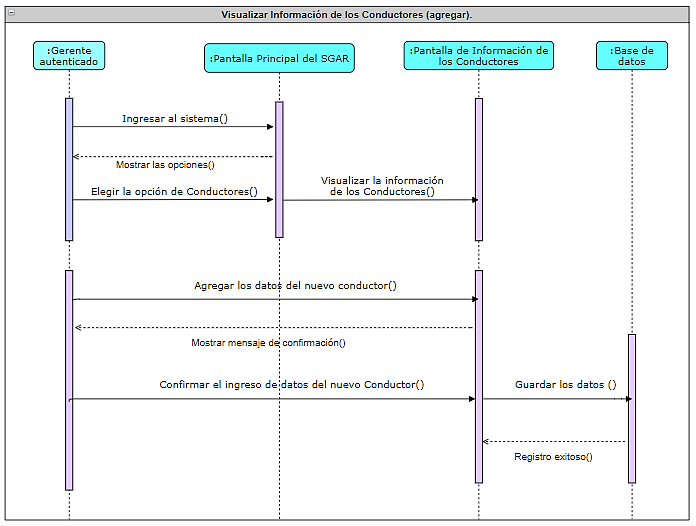 Visualizar Información de los Conductores (agregar).
:Gerente
autenticado
:Pantalla Principal del SGAR
:Pantalla de Información de
los Conductores
:Base de
datos
Ingresar al sistema()
Mostrar las opciones()
Elegir la opción de Conductores()
Visualizar la información
de los Conductores()
Agregar los datos del nuevo conductor()
Mostrar mensaje de confirmación()
Confirmar el ingreso de datos del nuevo Conductor()
Guardar los datos ()
Registro exitoso()